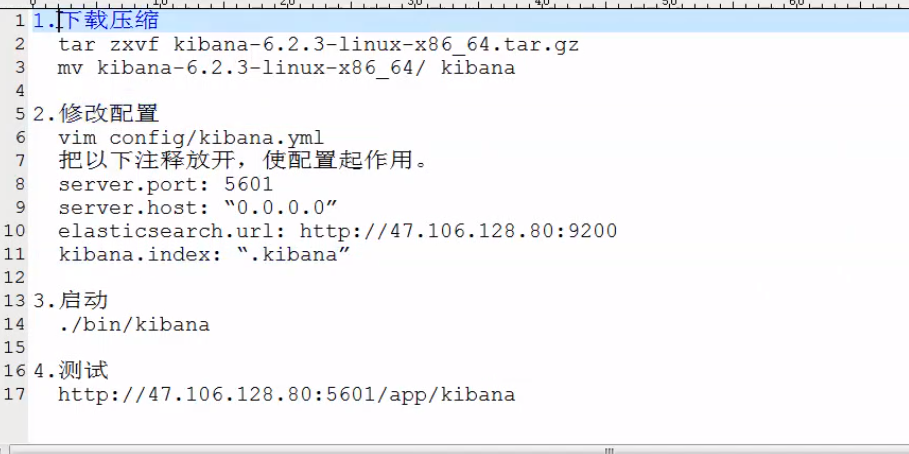 1.下载压缩
tar zxvf kibana-6.2.3-linux-x86_64.tar.gz
mv kibana-6.2.3-linux-x86_64/ kibana
2.修改配置
vim config/kibana.yml
把以下注释放开，使配置起作用。
server.port: 5601
server.host: “0.0.0.0”
elasticsearch.url: http://47.106.128.80:9200
kibana.index: “.kibana”
3.启动
./bin/kibana
4.测试
http://47.106.128.80:5601/app/kibana